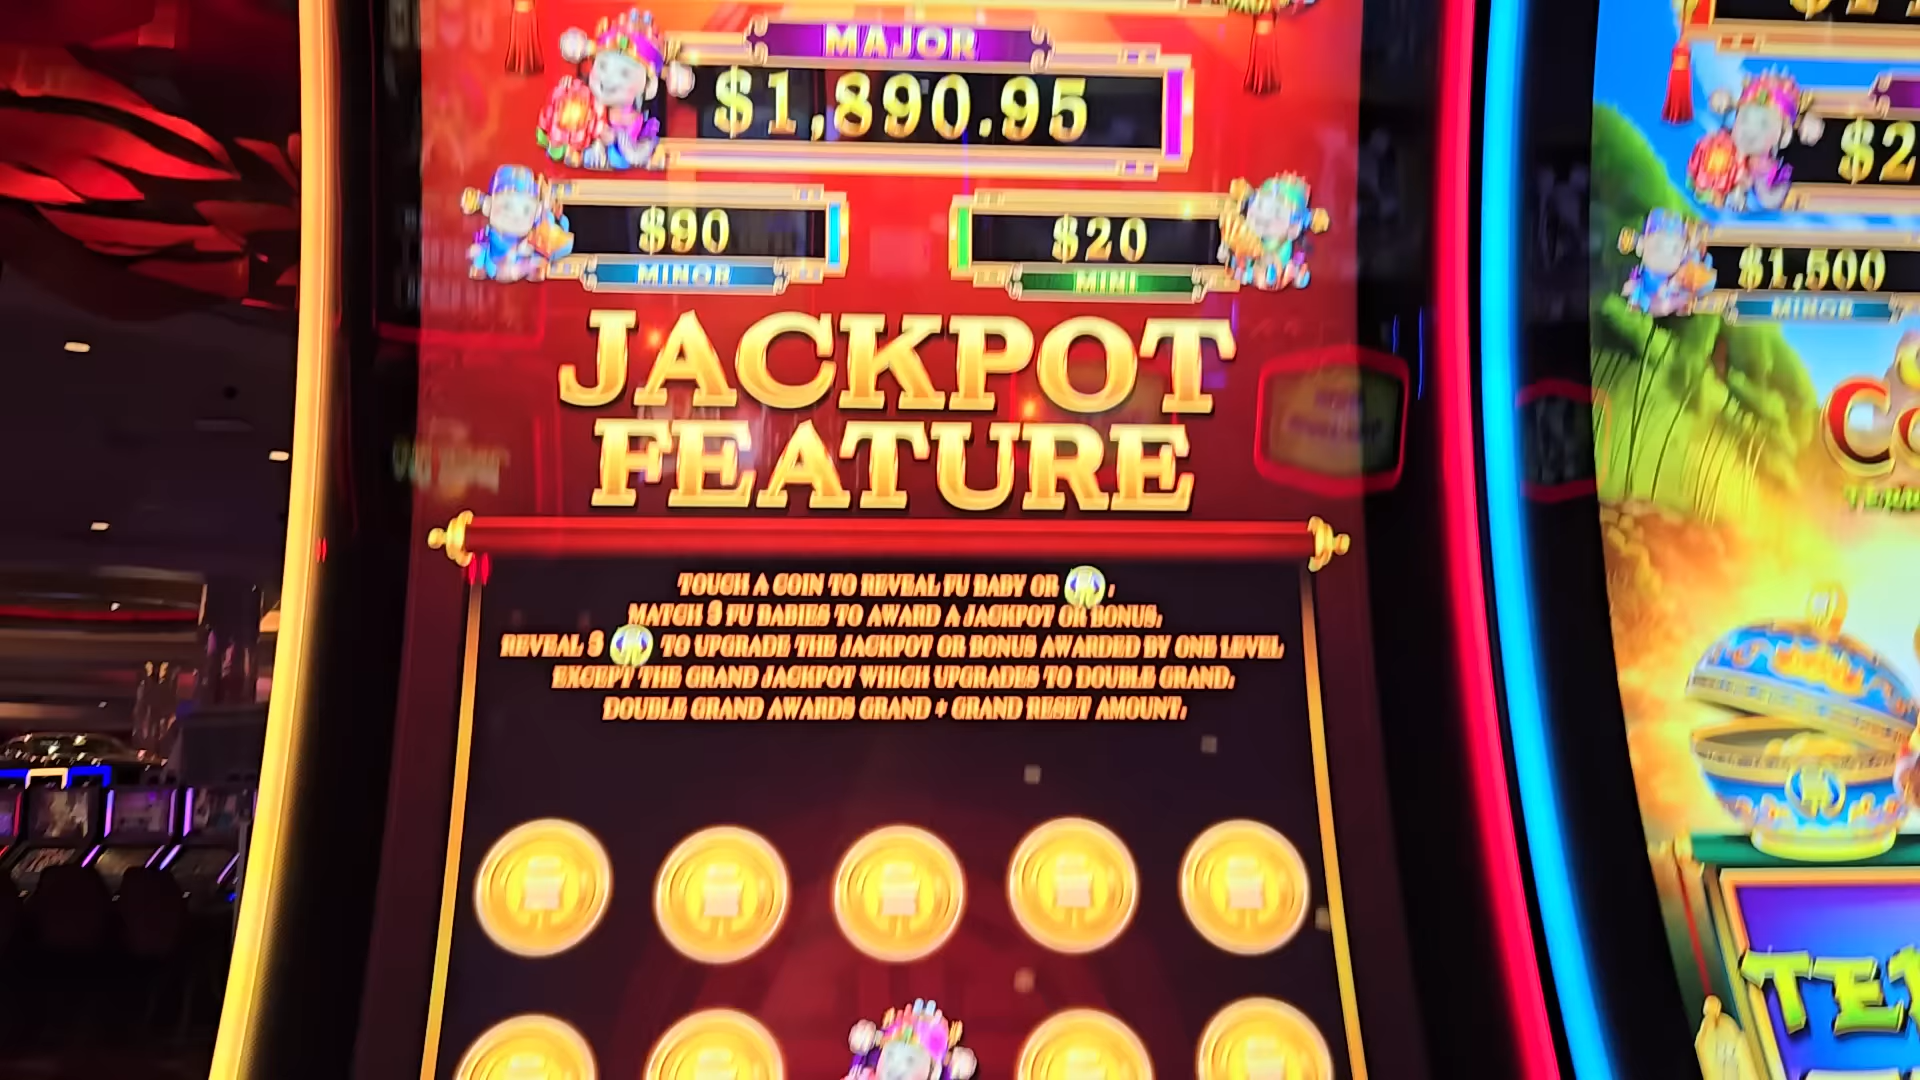 MAJOR
$1,890.95
$90
MINOR
$20
MINI
JACKPOT
FEATURE
TOUCH A COIN TO REVEAL FU BABY OR
MATCH 3 FU BABIES TO AWARD A JACKPOT OR BONUS.
REVEAL 3 TO UPGRADE THE JACKPOT OR BONUS AWARDED BY ONE LEVEL
EXCEPT THE GRAND JACKPOT WHICH UPGRADES TO DOUBLE GRAND.
DOUBLE GRAND AWARDS GRAND + GRAND RESET AMOUNT.
$1,500
MINOR